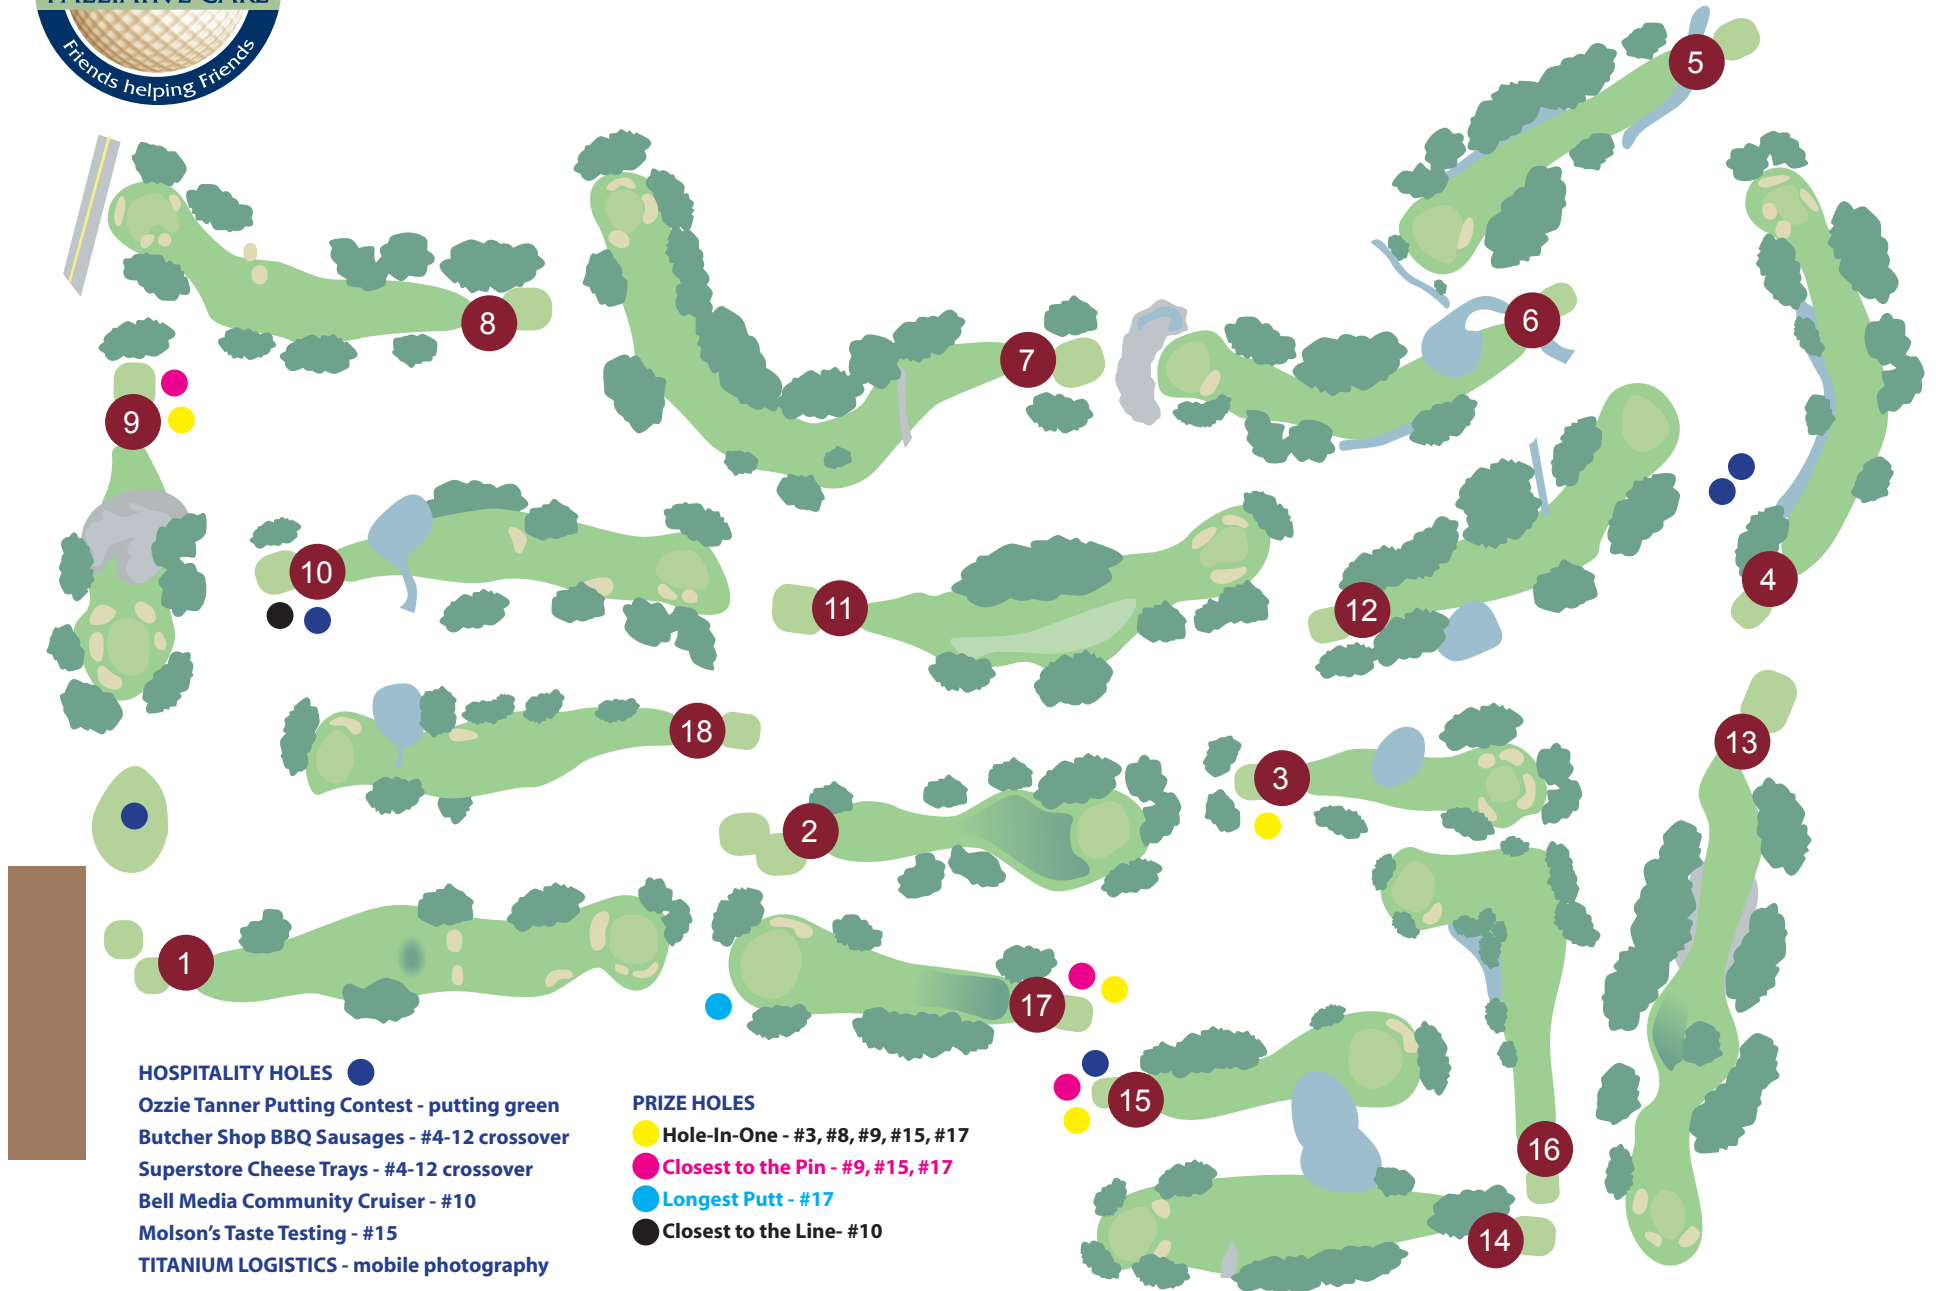 PALLIATIVE CARE
Friends helping Friends
5
8
7
6
9
10
11
12
4
18
13
3
2
1
17
15
16
14
HOSPITALITY HOLES
Ozzie Tanner Putting Contest - putting green
Butcher Shop BBQ Sausages - #4-12 crossover
Superstore Cheese Trays - #4-12 crossover
Bell Media Community Cruiser - #10
Molson’s Taste Testing - #15
TITANIUM LOGISTICS - mobile photography
PRIZE HOLES
Hole-In-One - #3, #8, #9, #15, #17
Closest to the Pin - #9, #15, #17
Longest Putt - #17
Closest to the Line- #10